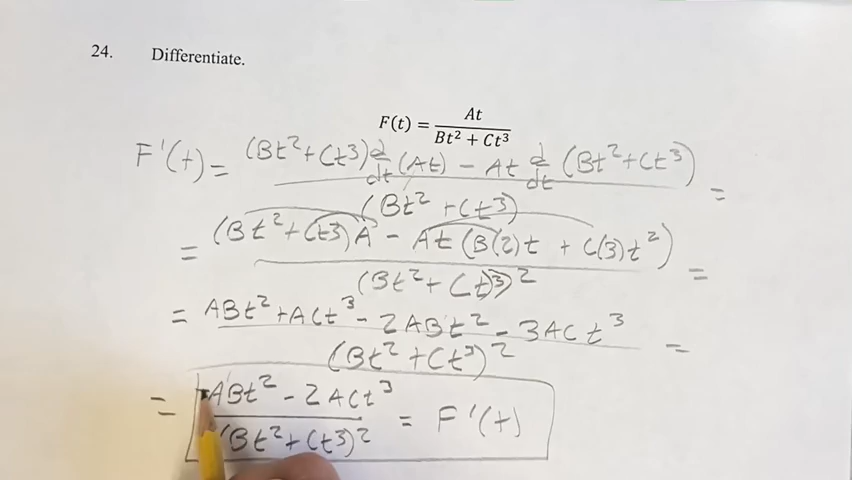 24. Differentiate.
F(t) = At / (Bt² + Ct³)
F'(t) = ((Bt²+Ct³) d/dt (At) - At d/dt (Bt²+Ct³)) / (Bt² + Ct³) =
= ((Bt²+Ct³)A - At(B(2)t + C(3)t²)) / (Bt² + Ct³)² =
= (ABt²+ACt³ - 2ABt² - 3ACt³) / (Bt² + Ct³)² =
= ABt² - 2ACt³ / (Bt²+Ct³)² = F'(t)